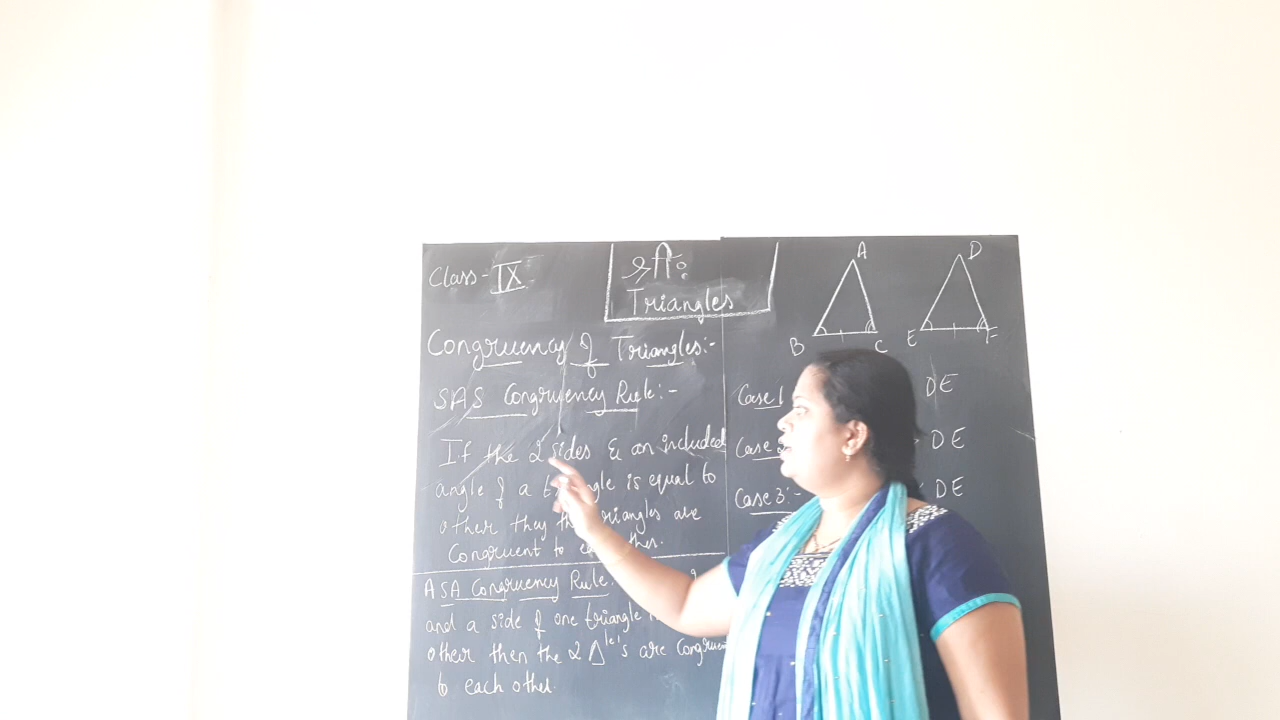 Class - IX
Triangles
Congruency of Triangles:-
SAS Congruency Rule:-
If the 2 sides & an included
angle of a triangle is equal to
other they the triangles are
Congruent to each other.
ASA Congruency Rule:
and a side of one triangle
other then the 2 Δle's are Congruen
to each other.
A
B C
D
E F
Case 1 DE
Case DE
Case 3:- DE